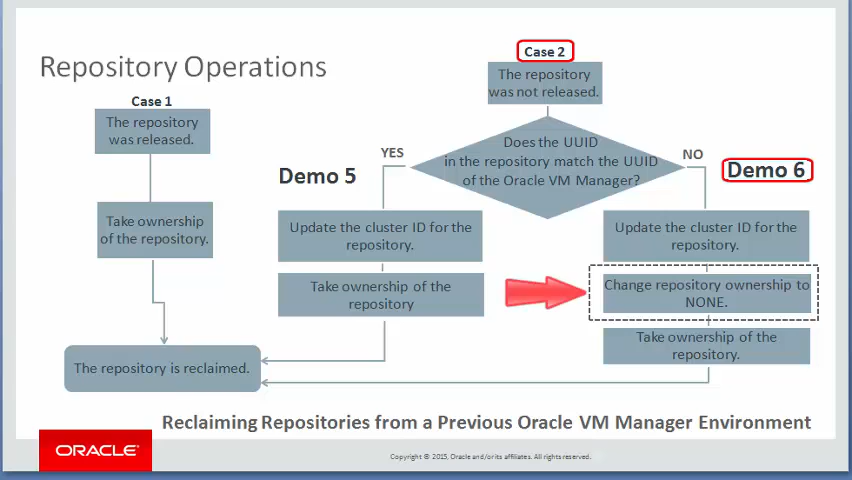 Repository Operations
Case 1
The repository
was released.
Take ownership
of the repository.
The repository is reclaimed.
Case 2
The repository
was not released.
Does the UUID
in the repository match the UUID
of the Oracle VM Manager?
YES
NO
Demo 5
Update the cluster ID for the
repository.
Take ownership of the
repository
Demo 6
Update the cluster ID for the
repository.
Change repository ownership to
NONE.
Take ownership of the
repository.
Reclaiming Repositories from a Previous Oracle VM Manager Environment
ORACLE
Copyright © 2015, Oracle and/orits affiliates. All rights reserved.